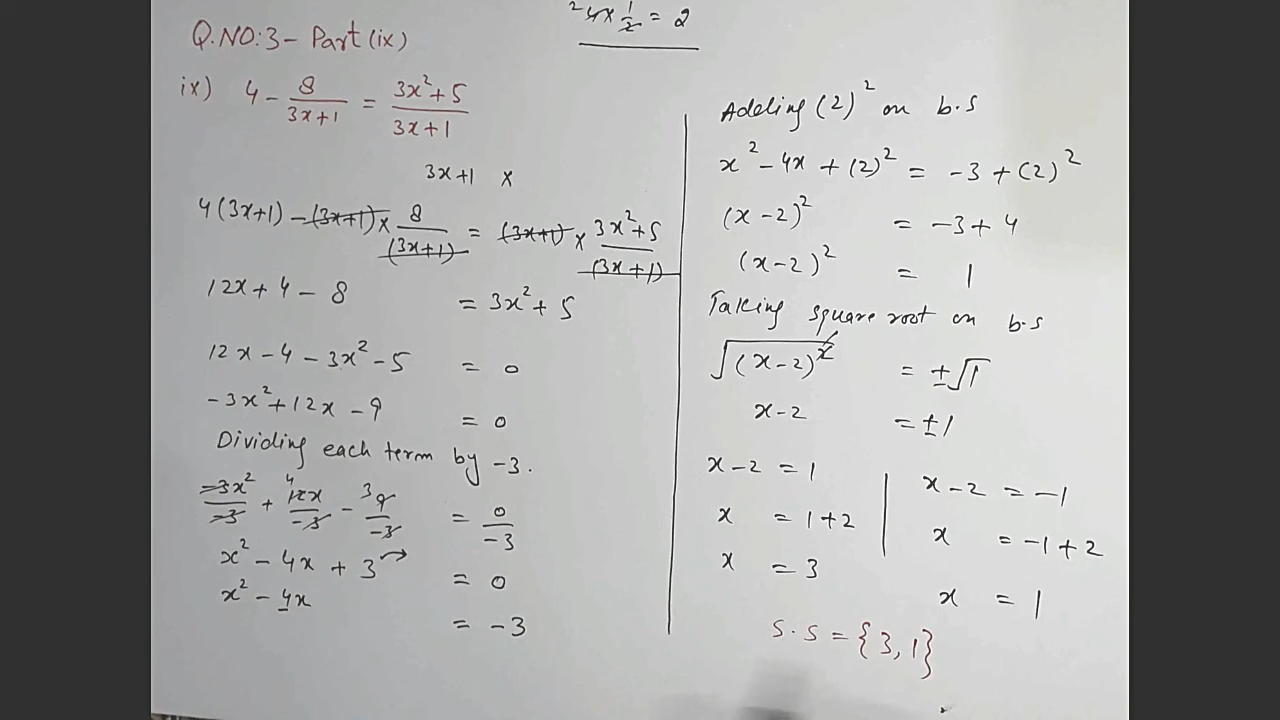 ²4x × 1/2 = 2
Q.NO:3- Part (ix)
ix) 4 - 8/(3x+1) = (3x²+5)/(3x+1)
3x+1 ×
4(3x+1) - (3x+1) × 8/(3x+1) = (3x+1) × (3x²+5)/(3x+1)
12x + 4 - 8 = 3x² + 5
12x - 4 - 3x² - 5 = 0
-3x² + 12x - 9 = 0
Dividing each term by -3.
-3x²/-3 + ⁴12x/-3 - ³9/-3 = 0/-3
x² - 4x + 3 = 0
x² - 4x = -3
Adding (2)² on b.s
x² - 4x + (2)² = -3 + (2)²
(x-2)² = -3 + 4
(x-2)² = 1
Taking square root on b.s
√(x-2)² = ±√1
x-2 = ±1
x-2 = 1
x = 1+2
x = 3
x-2 = -1
x = -1+2
x = 1
S.S = {3, 1}